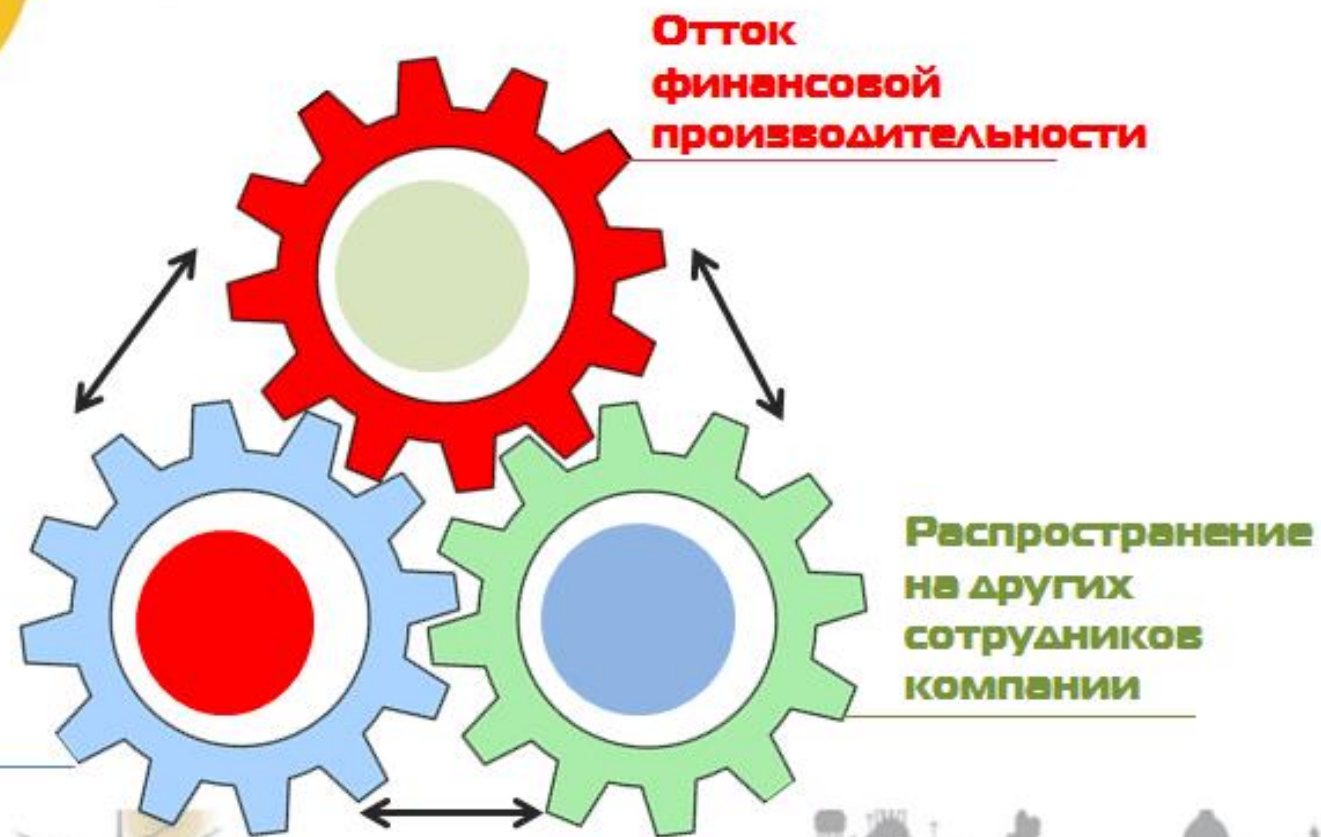 Отток
финансовой
производительности
Распространение
на других
сотрудников
компании